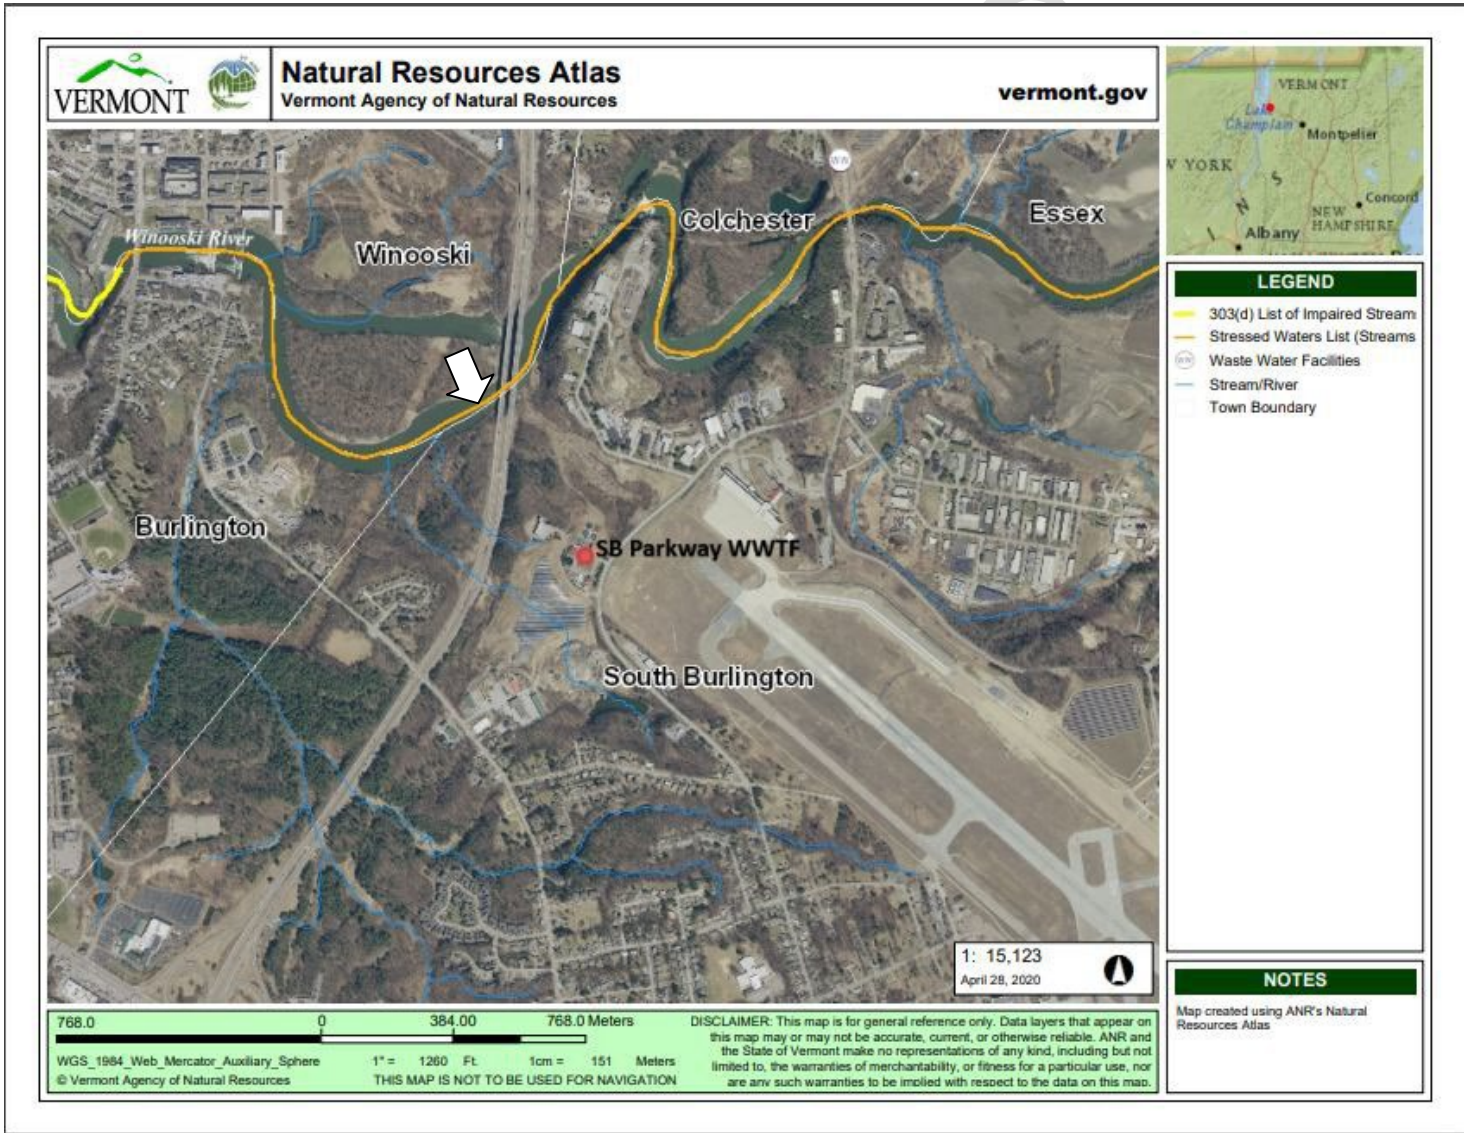 VERMONT
Natural Resources Atlas
Vermont Agency of Natural Resources
vermont.gov
VERMONT
Lake
Champlain
Montpelier
W YORK
Concord
NEW
HAMPSHIRE
Albany
Winooski River
Winooski
Colchester
Essex
Burlington
SB Parkway WWTF
South Burlington
WW
LEGEND
303(d) List of Impaired Stream
Stressed Waters List (Streams
WW Waste Water Facilities
Stream/River
Town Boundary
1: 15,123
April 28, 2020
NOTES
Map created using ANR's Natural
Resources Atlas
768.0 0 384.00 768.0 Meters
WGS_1984_Web_Mercator_Auxiliary_Sphere 1" = 1260 Ft. 1cm = 151 Meters
© Vermont Agency of Natural Resources THIS MAP IS NOT TO BE USED FOR NAVIGATION
DISCLAIMER: This map is for general reference only. Data layers that appear on
this map may or may not be accurate, current, or otherwise reliable. ANR and
the State of Vermont make no representations of any kind, including but not
limited to, the warranties of merchantability, or fitness for a particular use, nor
are any such warranties to be implied with respect to the data on this map.